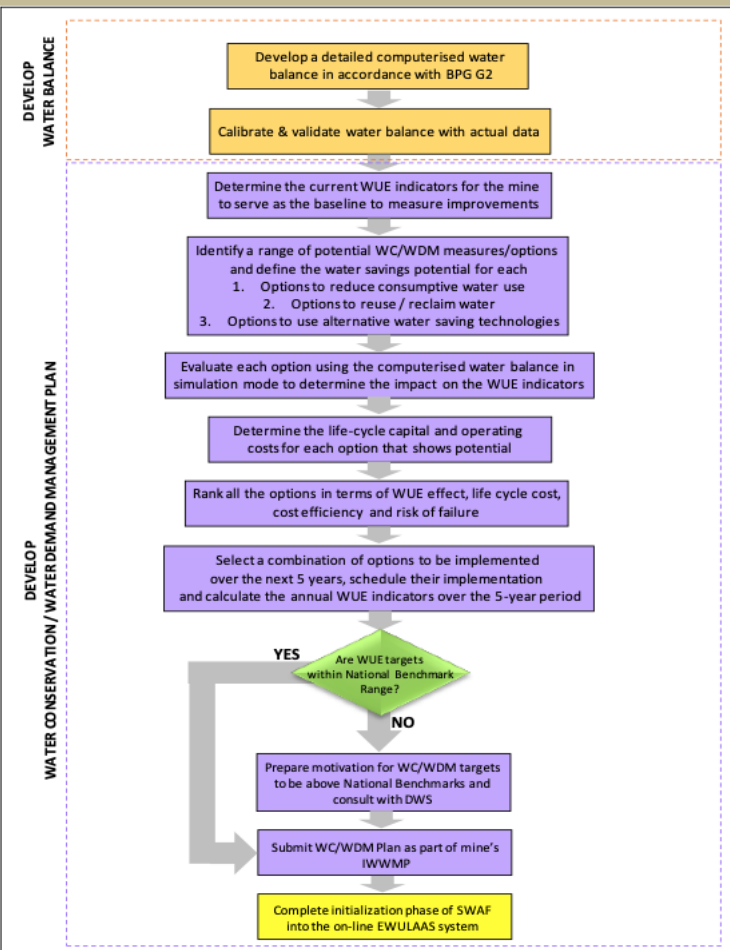 DEVELOP
WATER BALANCE
Develop a detailed computerised water
balance in accordance with BPG G2
Calibrate & validate water balance with actual data
DEVELOP
WATER CONSERVATION / WATER DEMAND MANAGEMENT PLAN
Determine the current WUE indicators for the mine
to serve as the baseline to measure improvements
Identify a range of potential WC/WDM measures/options
and define the water savings potential for each
1. Options to reduce consumptive water use
2. Options to reuse / reclaim water
3. Options to use alternative water saving technologies
Evaluate each option using the computerised water balance in
simulation mode to determine the impact on the WUE indicators
Determine the life-cycle capital and operating
costs for each option that shows potential
Rank all the options in terms of WUE effect, life cycle cost,
cost efficiency and risk of failure
Select a combination of options to be implemented
over the next 5 years, schedule their implementation
and calculate the annual WUE indicators over the 5-year period
YES
Are WUE targets
within National Benchmark
Range?
NO
Prepare motivation for WC/WDM targets
to be above National Benchmarks and
consult with DWS
Submit WC/WDM Plan as part of mine's
IWWMP
Complete initialization phase of SWAF
into the on-line EWULAAS system